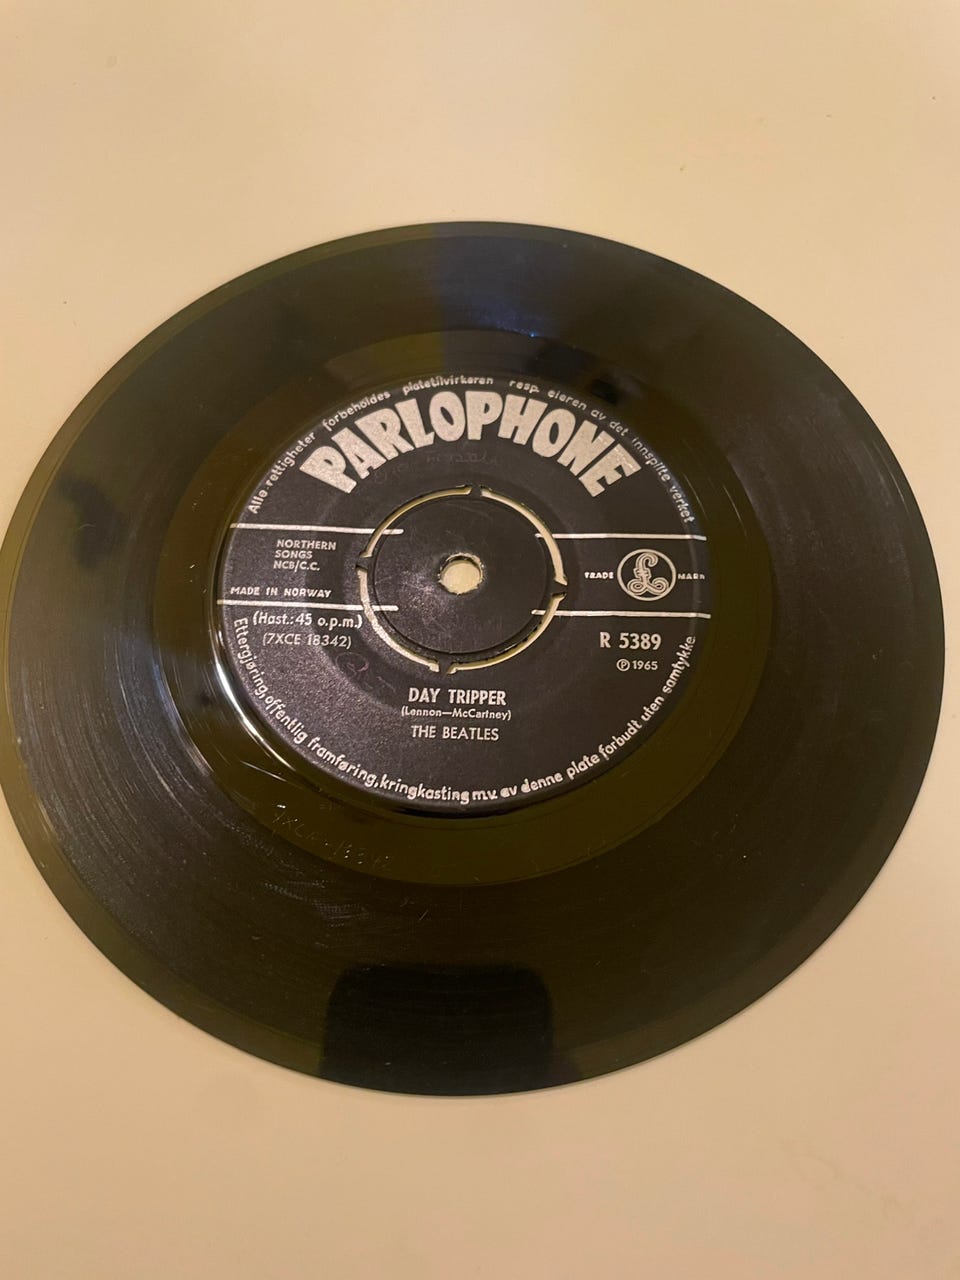 Alle rettigheter forbeholdes platetilvirkeren resp. eieren av det innspilte verket
PARLOPHONE
NORTHERN
SONGS
NCB/C.C.
TRADE £ MARK
MADE IN NORWAY
(Hast.: 45 o.p.m.)
(7XCE 18342)
R 5389
Ⓟ 1965
DAY TRIPPER
(Lennon—McCartney)
THE BEATLES
Ettergjøring, offentlig framføring, kringkasting m.v. av denne plate forbudt uten samtykke